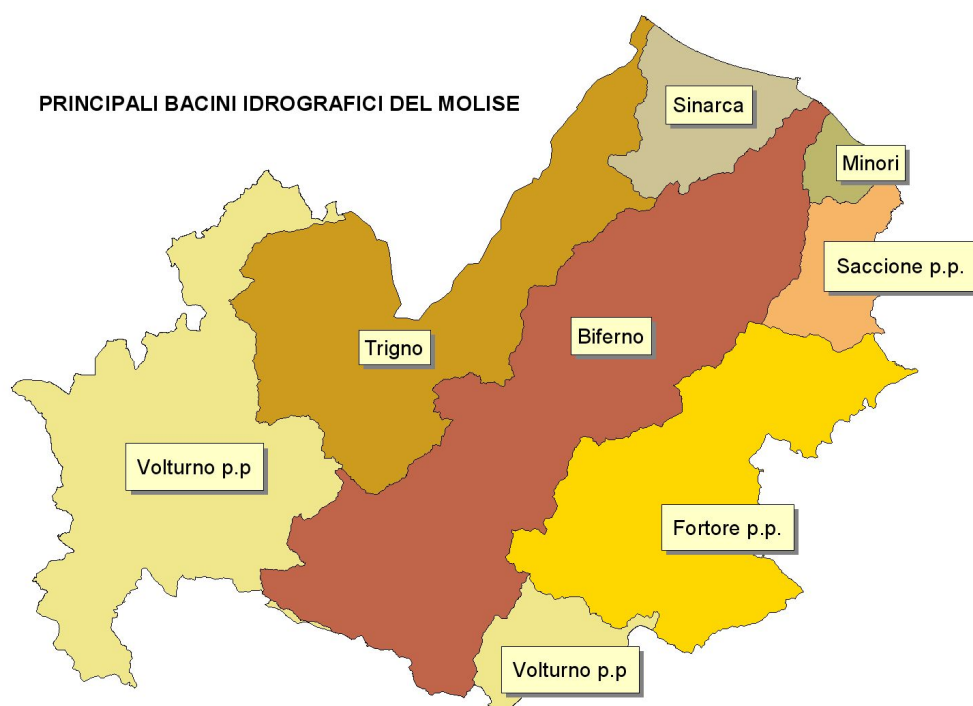 PRINCIPALI BACINI IDROGRAFICI DEL MOLISE
Sinarca
Minori
Saccione p.p.
Biferno
Trigno
Volturno p.p
Fortore p.p.
Volturno p.p